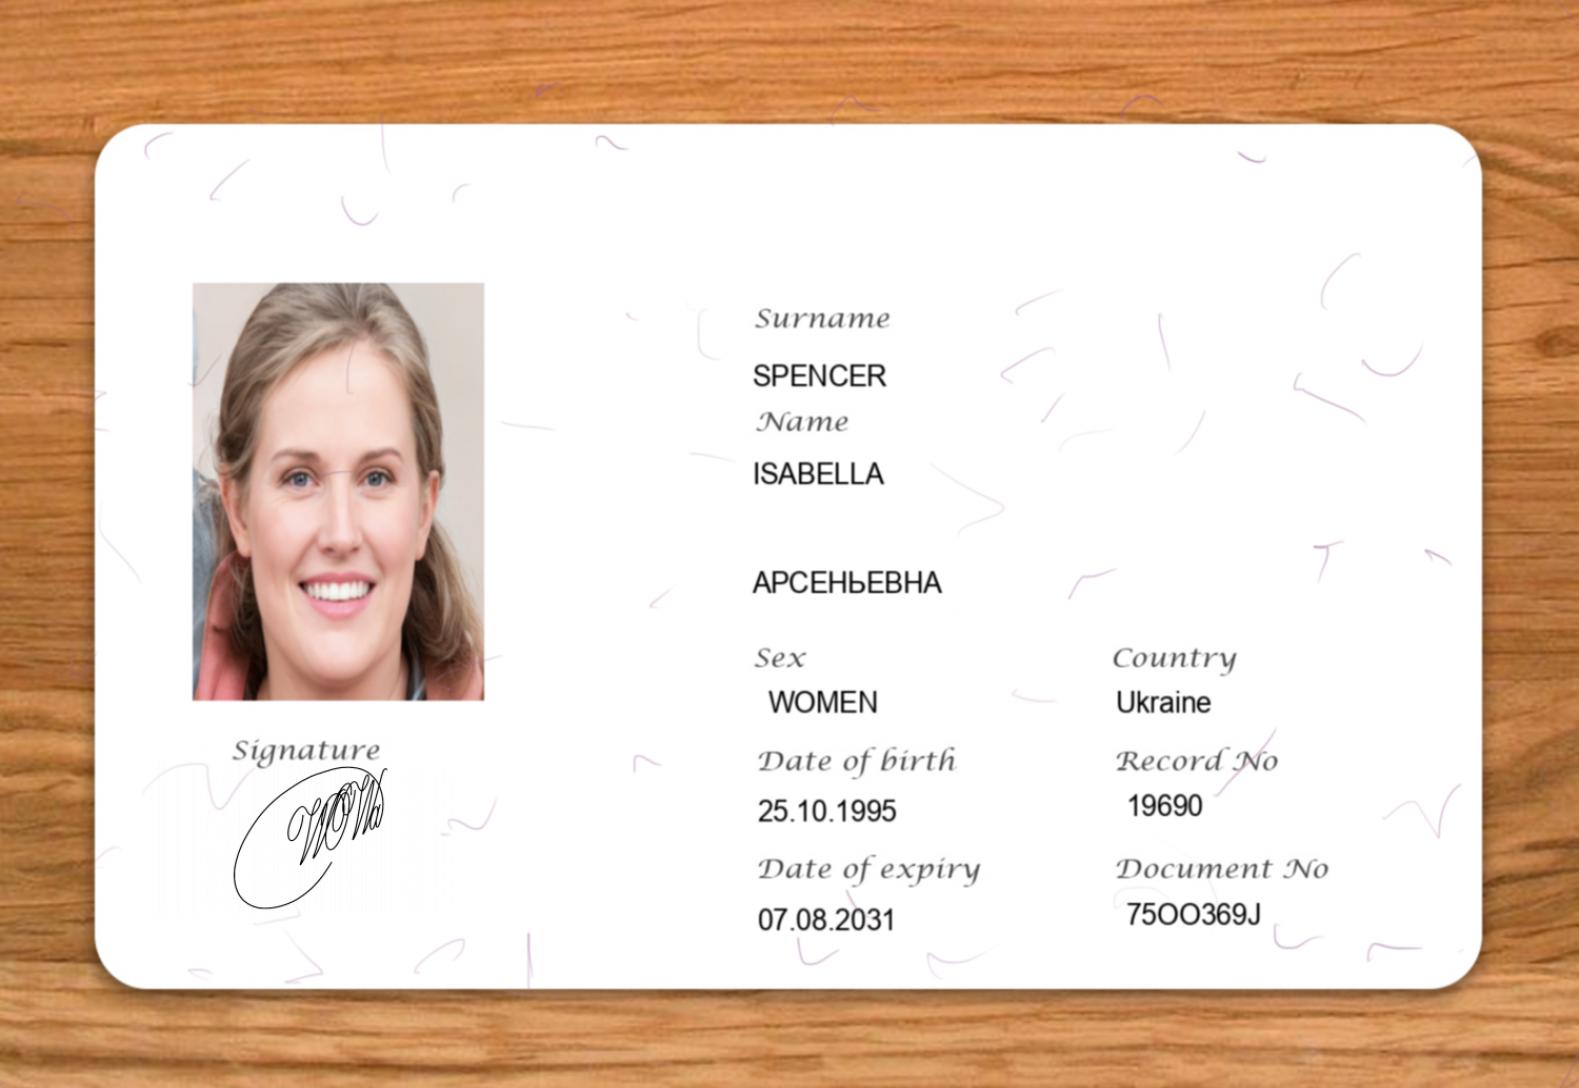 Surname
SPENCER
Name
ISABELLA
АРСЕНЬЕВНА
Sex
WOMEN
Country
Ukraine
Date of birth
25.10.1995
Record No
19690
Date of expiry
07.08.2031
Document No
75OO369J
Signature